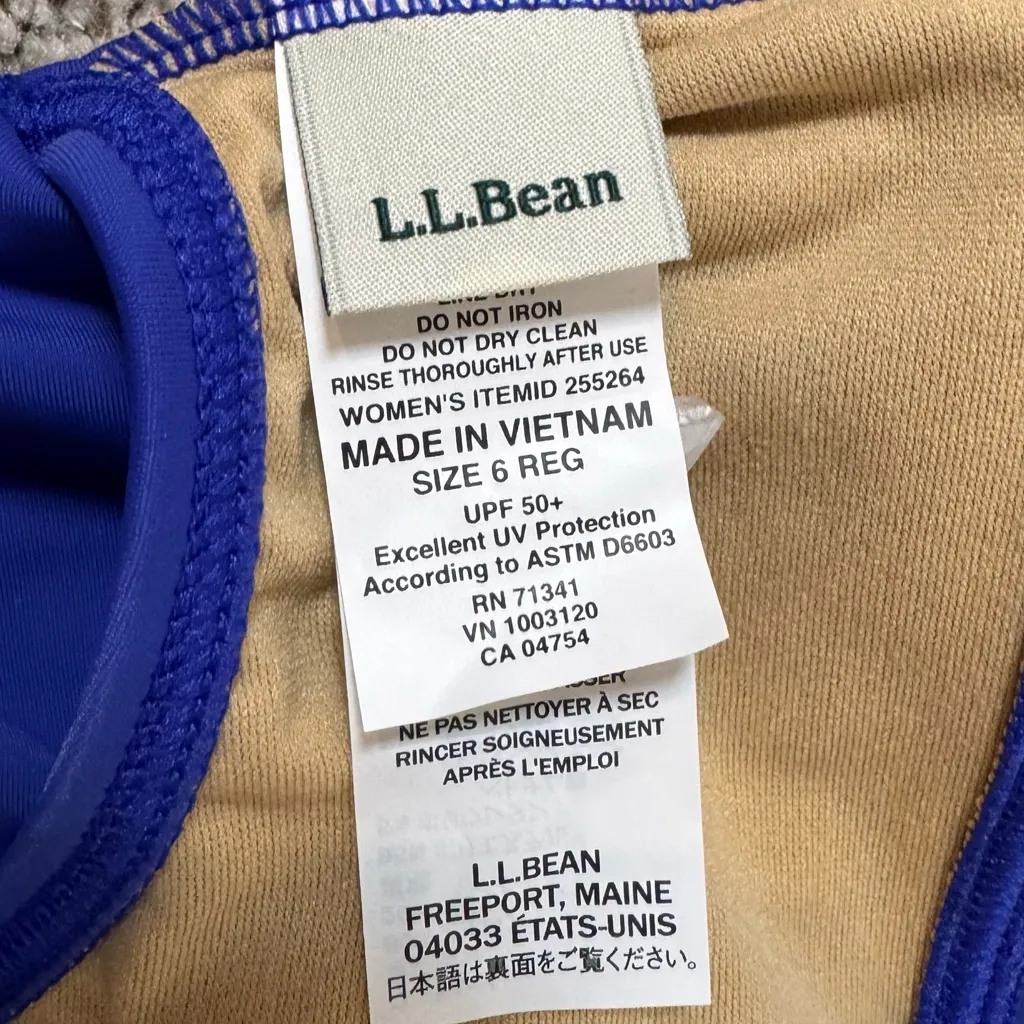 L.L.Bean
LINE DRY
DO NOT IRON
DO NOT DRY CLEAN
RINSE THOROUGHLY AFTER USE
WOMEN'S ITEMID 255264
MADE IN VIETNAM
SIZE 6 REG
UPF 50+
Excellent UV Protection
According to ASTM D6603
RN 71341
VN 1003120
CA 04754
NE PAS NETTOYER À SEC
RINCER SOIGNEUSEMENT
APRÈS L'EMPLOI
L.L.BEAN
FREEPORT, MAINE
04033 ÉTATS-UNIS
日本語は裏面をご覧ください。